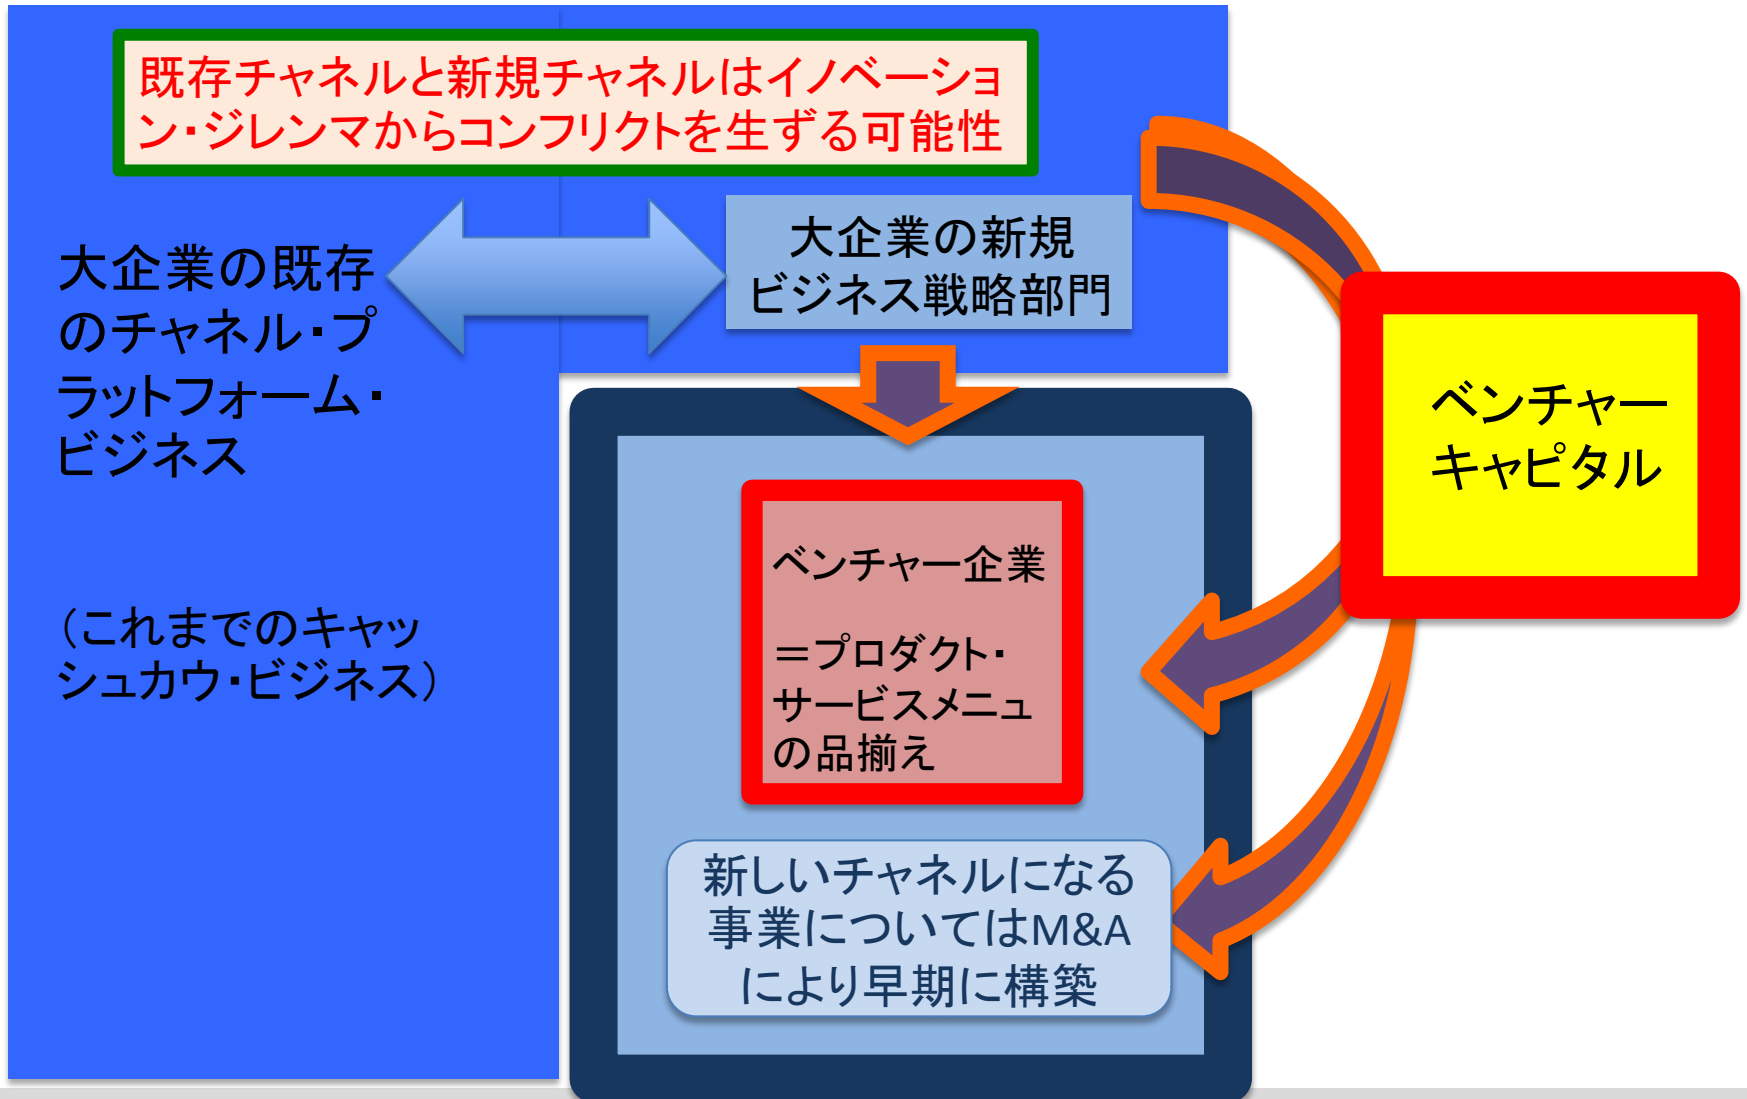 既存チャネルと新規チャネルはイノベーショ
ン・ジレンマからコンフリクトを生ずる可能性
大企業の既存
のチャネル・プ
ラットフォーム・
ビジネス
(これまでのキャッ
シュカウ・ビジネス)
大企業の新規
ビジネス戦略部門
ベンチャー
キャピタル
ベンチャー企業
=プロダクト・
サービスメニュ
の品揃え
新しいチャネルになる
事業についてはM&A
により早期に構築